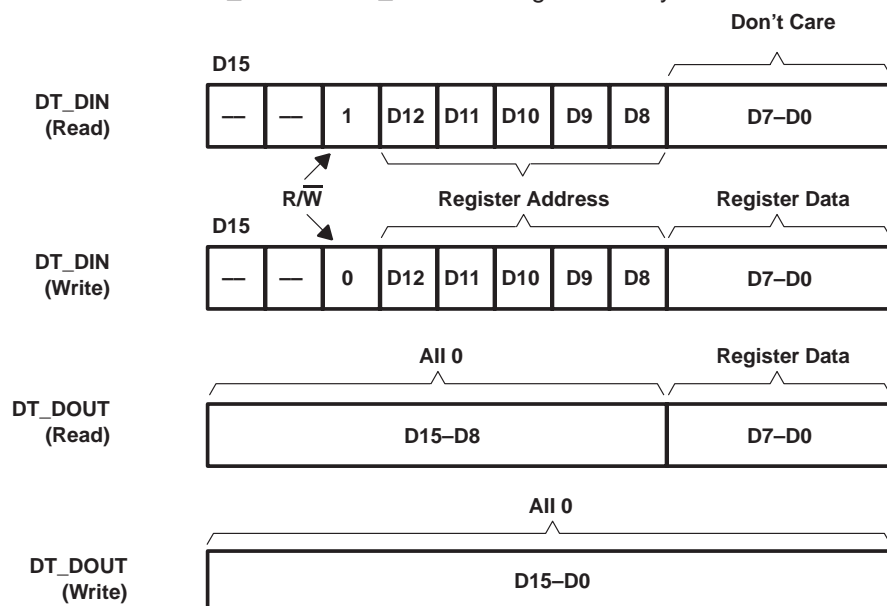 Don't Care
D15
DT_DIN
(Read)
— — 1 D12 D11 D10 D9 D8 D7–D0
R/W̅
Register Address
Register Data
D15
DT_DIN
(Write)
— — 0 D12 D11 D10 D9 D8 D7–D0
All 0
Register Data
DT_DOUT
(Read)
D15–D8 D7–D0
All 0
DT_DOUT
(Write)
D15–D0